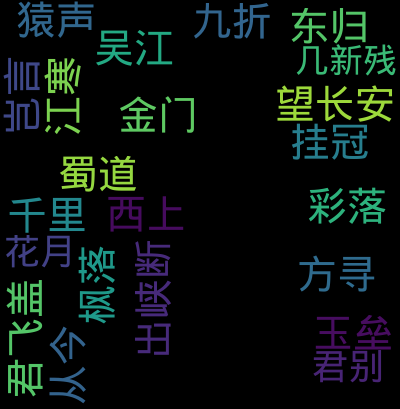 猿声
九折
东归
吴江
几新残
岂言
江寒
望长安
金门
挂冠
蜀道
千里
西上
彩落
花月
枫落
出峡断
方寻
君飞盖
从今
玉垒
君别